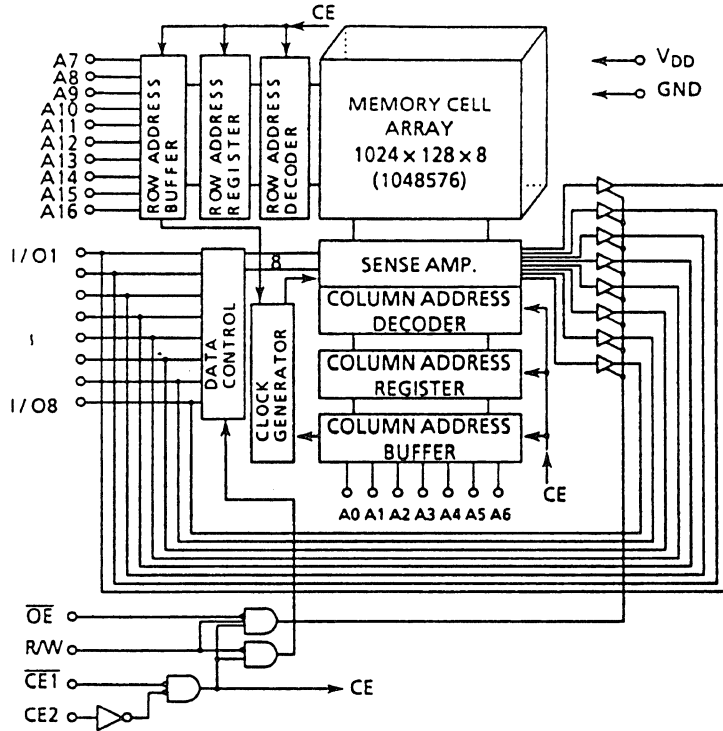 CE
A7
A8
A9
A10
A11
A12
A13
A14
A15
A16
ROW ADDRESS
BUFFER
ROW ADDRESS
REGISTER
ROW ADDRESS
DECODER
MEMORY CELL
ARRAY
1024 x 128 x 8
(1048576)
VDD
GND
I/O1
I/O8
DATA
CONTROL
8
CLOCK
GENERATOR
SENSE AMP.
COLUMN ADDRESS
DECODER
COLUMN ADDRESS
REGISTER
COLUMN ADDRESS
BUFFER
CE
A0 A1 A2 A3 A4 A5 A6
O̅E̅
R/W
C̅E̅1̅
CE2
CE